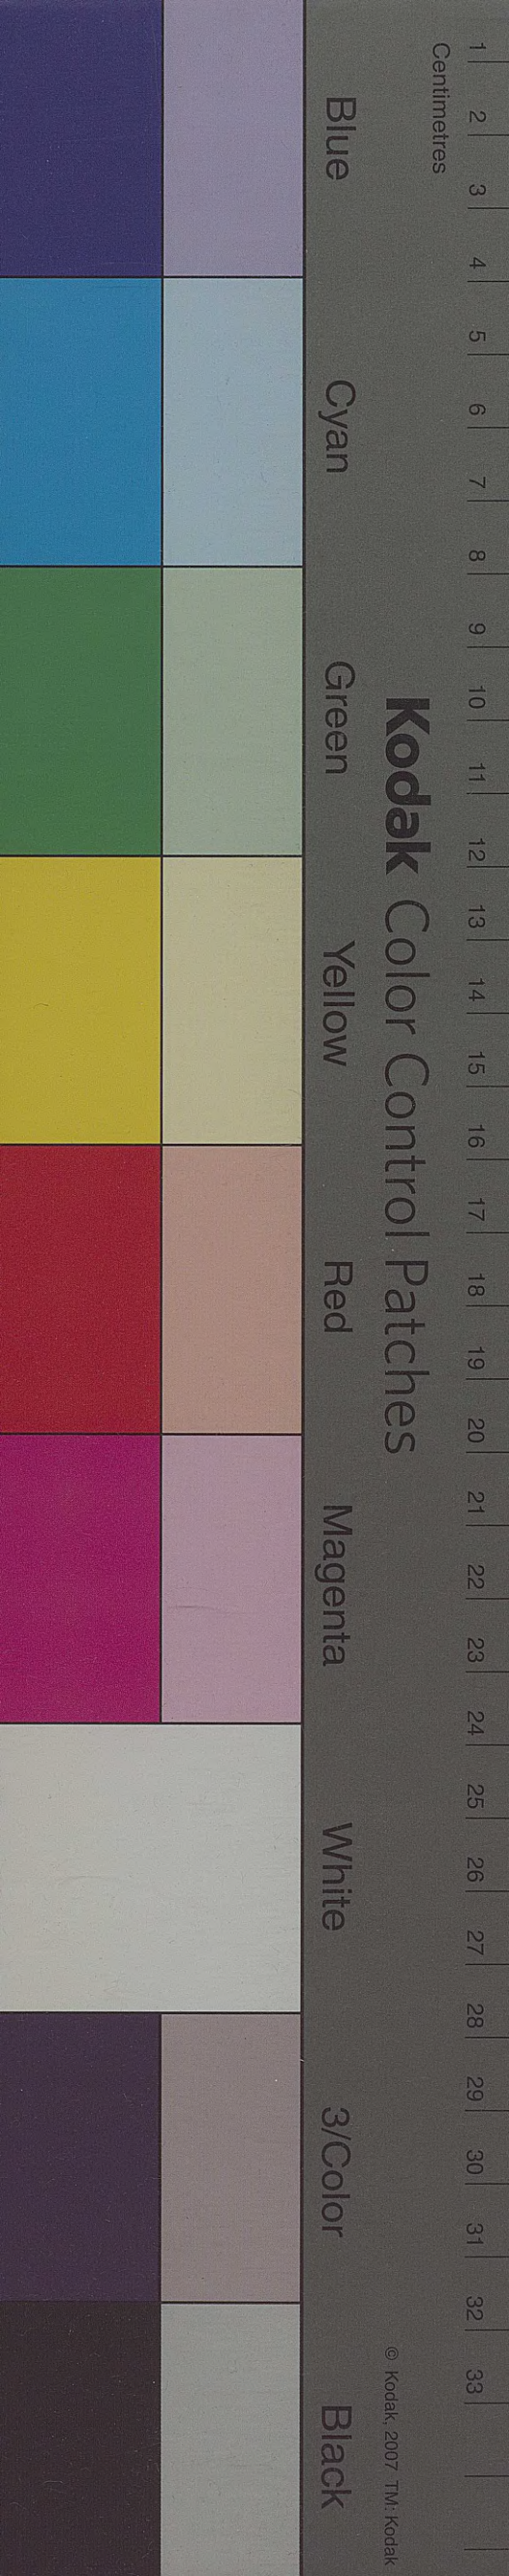 Centimetres
1 2 3 4 5 6 7 8 9 10 11 12 13 14 15 16 17 18 19 20 21 22 23 24 25 26 27 28 29 30 31 32 33
Kodak Color Control Patches
© Kodak, 2007 TM: Kodak
Blue Cyan Green Yellow Red Magenta White 3/Color Black